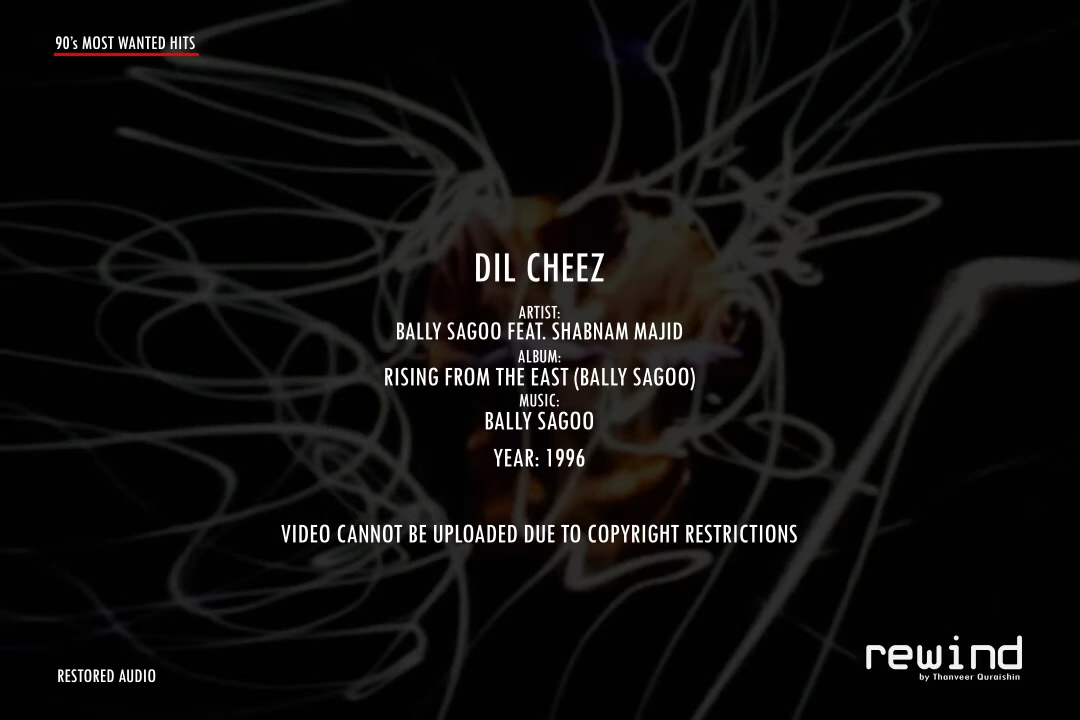 90's MOST WANTED HITS
DIL CHEEZ
ARTIST:
BALLY SAGOO FEAT. SHABNAM MAJID
ALBUM:
RISING FROM THE EAST (BALLY SAGOO)
MUSIC:
BALLY SAGOO
YEAR: 1996
VIDEO CANNOT BE UPLOADED DUE TO COPYRIGHT RESTRICTIONS
RESTORED AUDIO
rewind
by Thanveer Quraishin